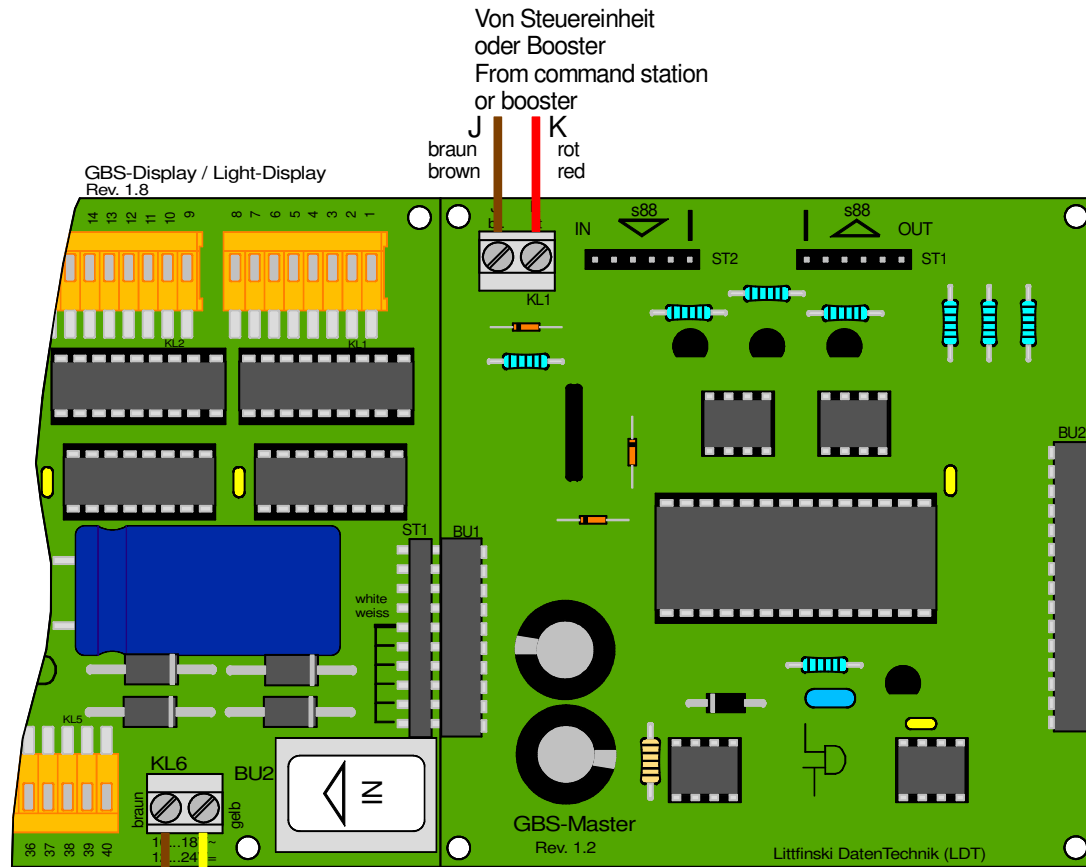 Von Steuereinheit
oder Booster
From command station
or booster
J K
braun rot
brown red
GBS-Display / Light-Display
Rev. 1.8
14 13 12 11 10 9 8 7 6 5 4 3 2 1
IN s88 s88 OUT
ST2 ST1
KL1
KL2 KL1
BU2
ST1 BU1
white
weiss
KL5
KL6
BU2
braun gelb
IN
GBS-Master
Rev. 1.2
36 37 38 39 40
Littfinski DatenTechnik (LDT)